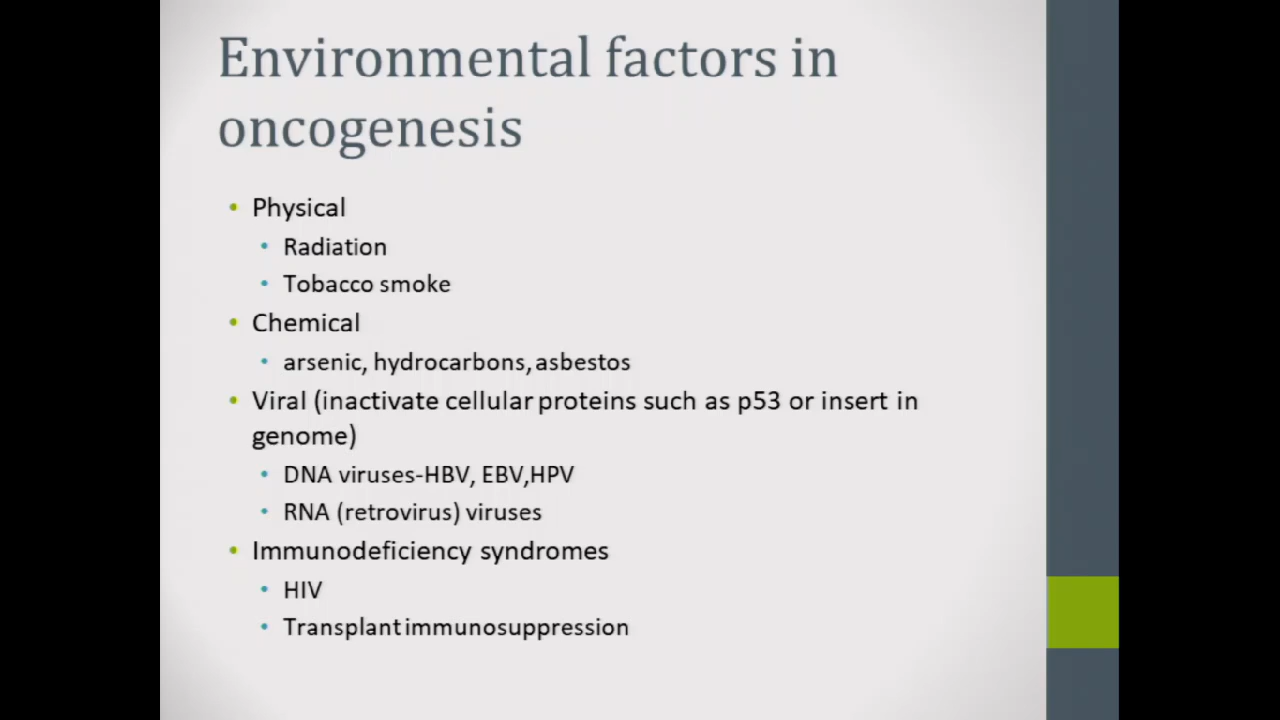 Environmental factors in
oncogenesis
• Physical
• Radiation
• Tobacco smoke
• Chemical
• arsenic, hydrocarbons, asbestos
• Viral (inactivate cellular proteins such as p53 or insert in
genome)
• DNA viruses-HBV, EBV,HPV
• RNA (retrovirus) viruses
• Immunodeficiency syndromes
• HIV
• Transplant immunosuppression